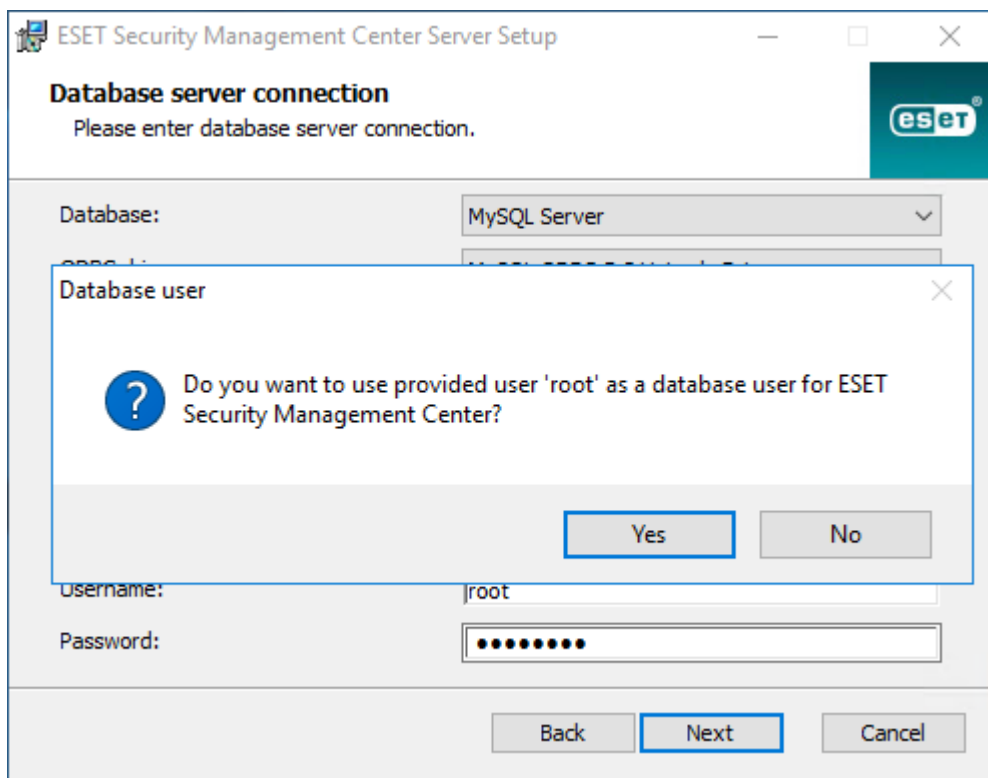 ESET Security Management Center Server Setup
Database server connection
Please enter database server connection.
eseT®
Database:
MySQL Server
Database user
Do you want to use provided user 'root' as a database user for ESET
Security Management Center?
Yes
No
Username:
root
Password:
Back
Next
Cancel